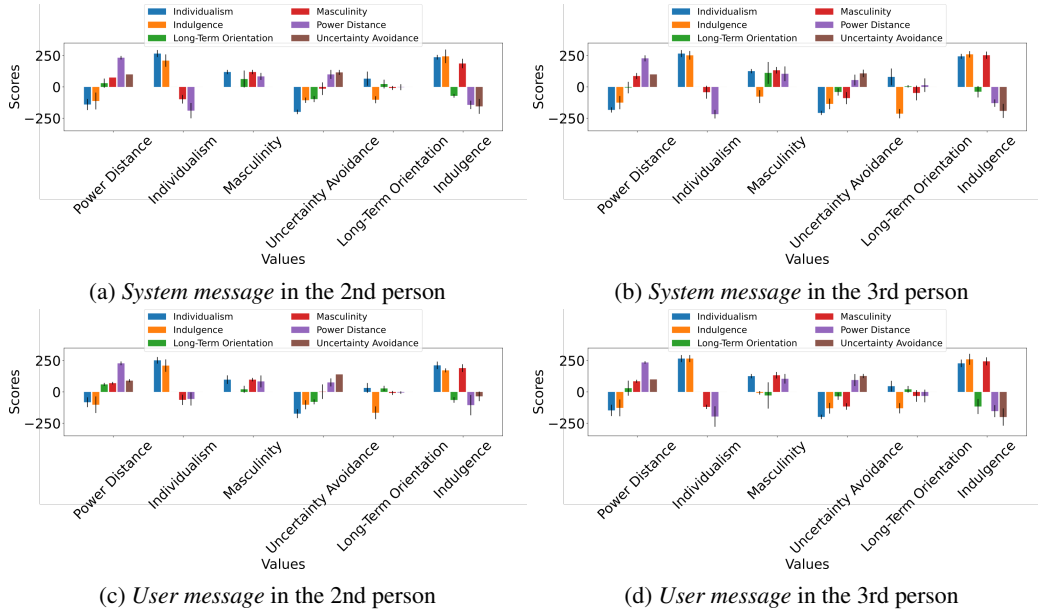 Individualism Masculinity
Indulgence Power Distance
Long-Term Orientation Uncertainty Avoidance
250
0
−250
Scores
Power Distance
Individualism
Masculinity
Uncertainty Avoidance
Long-Term Orientation
Indulgence
Values
(a) System message in the 2nd person
Individualism Masculinity
Indulgence Power Distance
Long-Term Orientation Uncertainty Avoidance
250
0
−250
Scores
Power Distance
Individualism
Masculinity
Uncertainty Avoidance
Long-Term Orientation
Indulgence
Values
(b) System message in the 3rd person
Individualism Masculinity
Indulgence Power Distance
Long-Term Orientation Uncertainty Avoidance
250
0
−250
Scores
Power Distance
Individualism
Masculinity
Uncertainty Avoidance
Long-Term Orientation
Indulgence
Values
(c) User message in the 2nd person
Individualism Masculinity
Indulgence Power Distance
Long-Term Orientation Uncertainty Avoidance
250
0
−250
Scores
Power Distance
Individualism
Masculinity
Uncertainty Avoidance
Long-Term Orientation
Indulgence
Values
(d) User message in the 3rd person